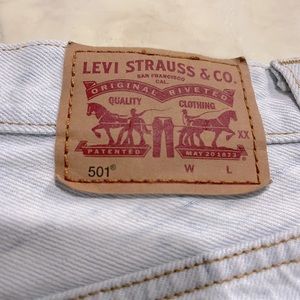 LEVI STRAUSS & CO.
SAN FRANCISCO
CAL.
ORIGINAL RIVETED
QUALITY CLOTHING
XX
PATENTED MAY 20 1873
501® W L